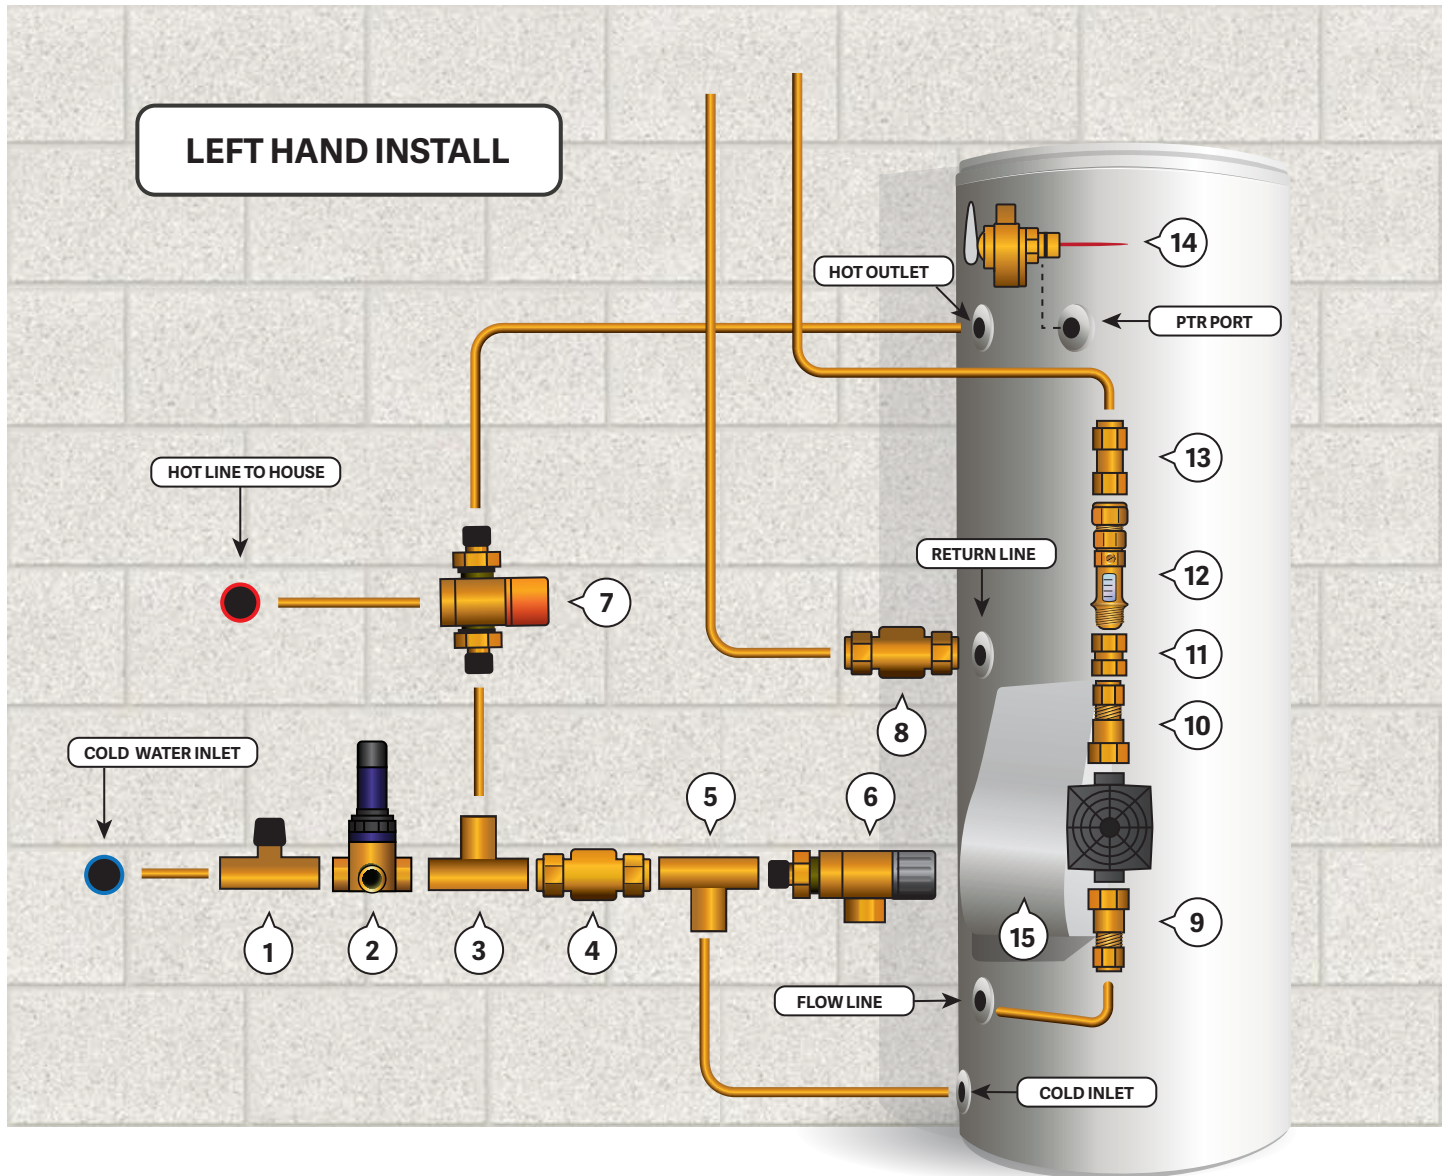 LEFT HAND INSTALL
14
HOT OUTLET
PTR PORT
13
HOT LINE TO HOUSE
RETURN LINE
12
7
11
8
10
COLD WATER INLET
5
6
9
1
2
3
4
15
FLOW LINE
COLD INLET